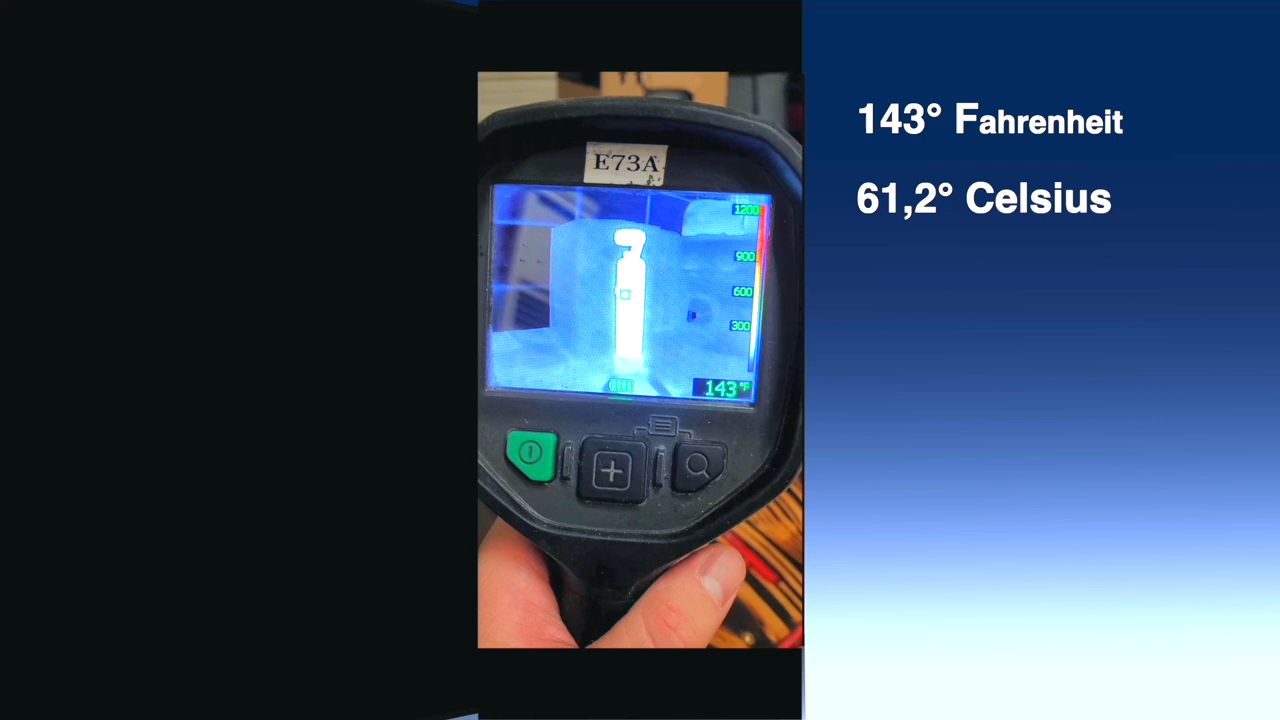 E73A
1200
900
600
300
143°F
143° Fahrenheit
61,2° Celsius